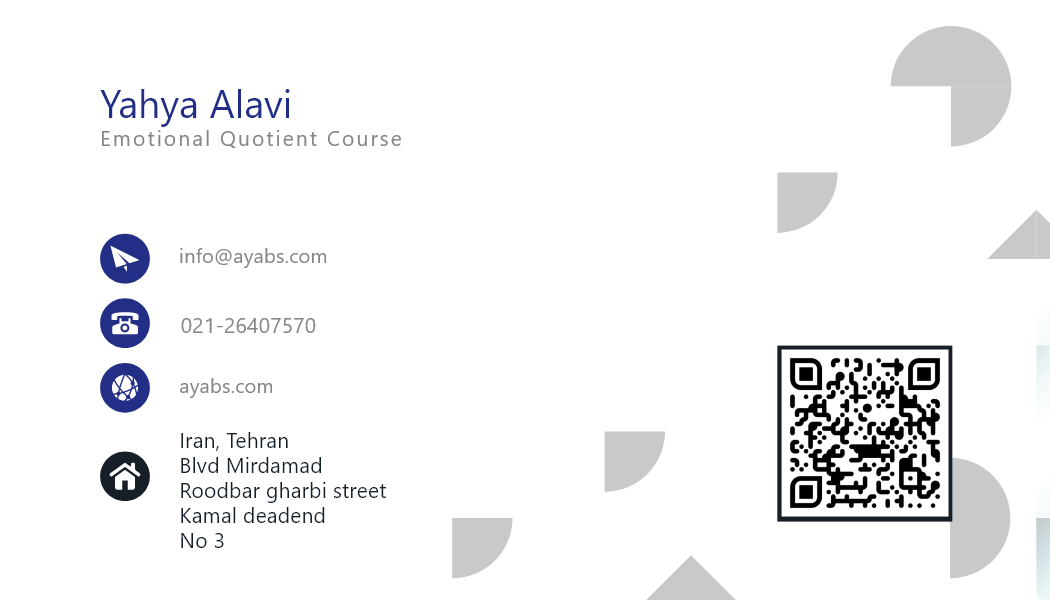 Yahya Alavi
Emotional Quotient Course
info@ayabs.com
021-26407570
ayabs.com
Iran, Tehran
Blvd Mirdamad
Roodbar gharbi street
Kamal deadend
No 3